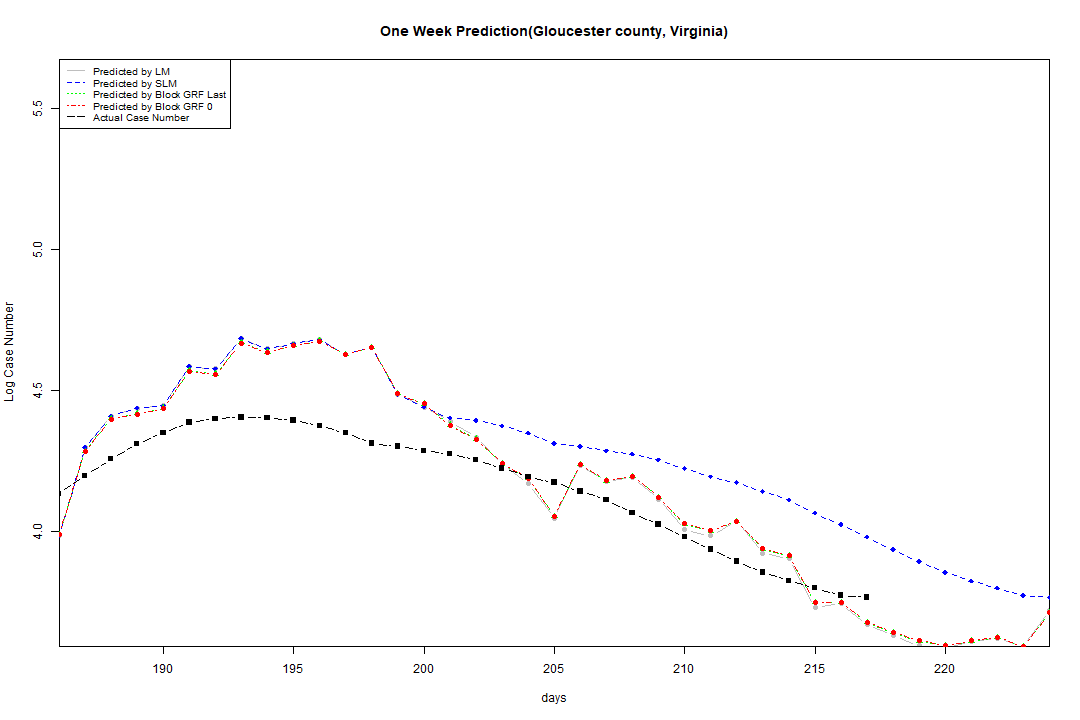 One Week Prediction(Gloucester county, Virginia)
Predicted by LM
Predicted by SLM
Predicted by Block GRF Last
Predicted by Block GRF 0
Actual Case Number
5.5
5.0
4.5
4.0
Log Case Number
190 195 200 205 210 215 220
days